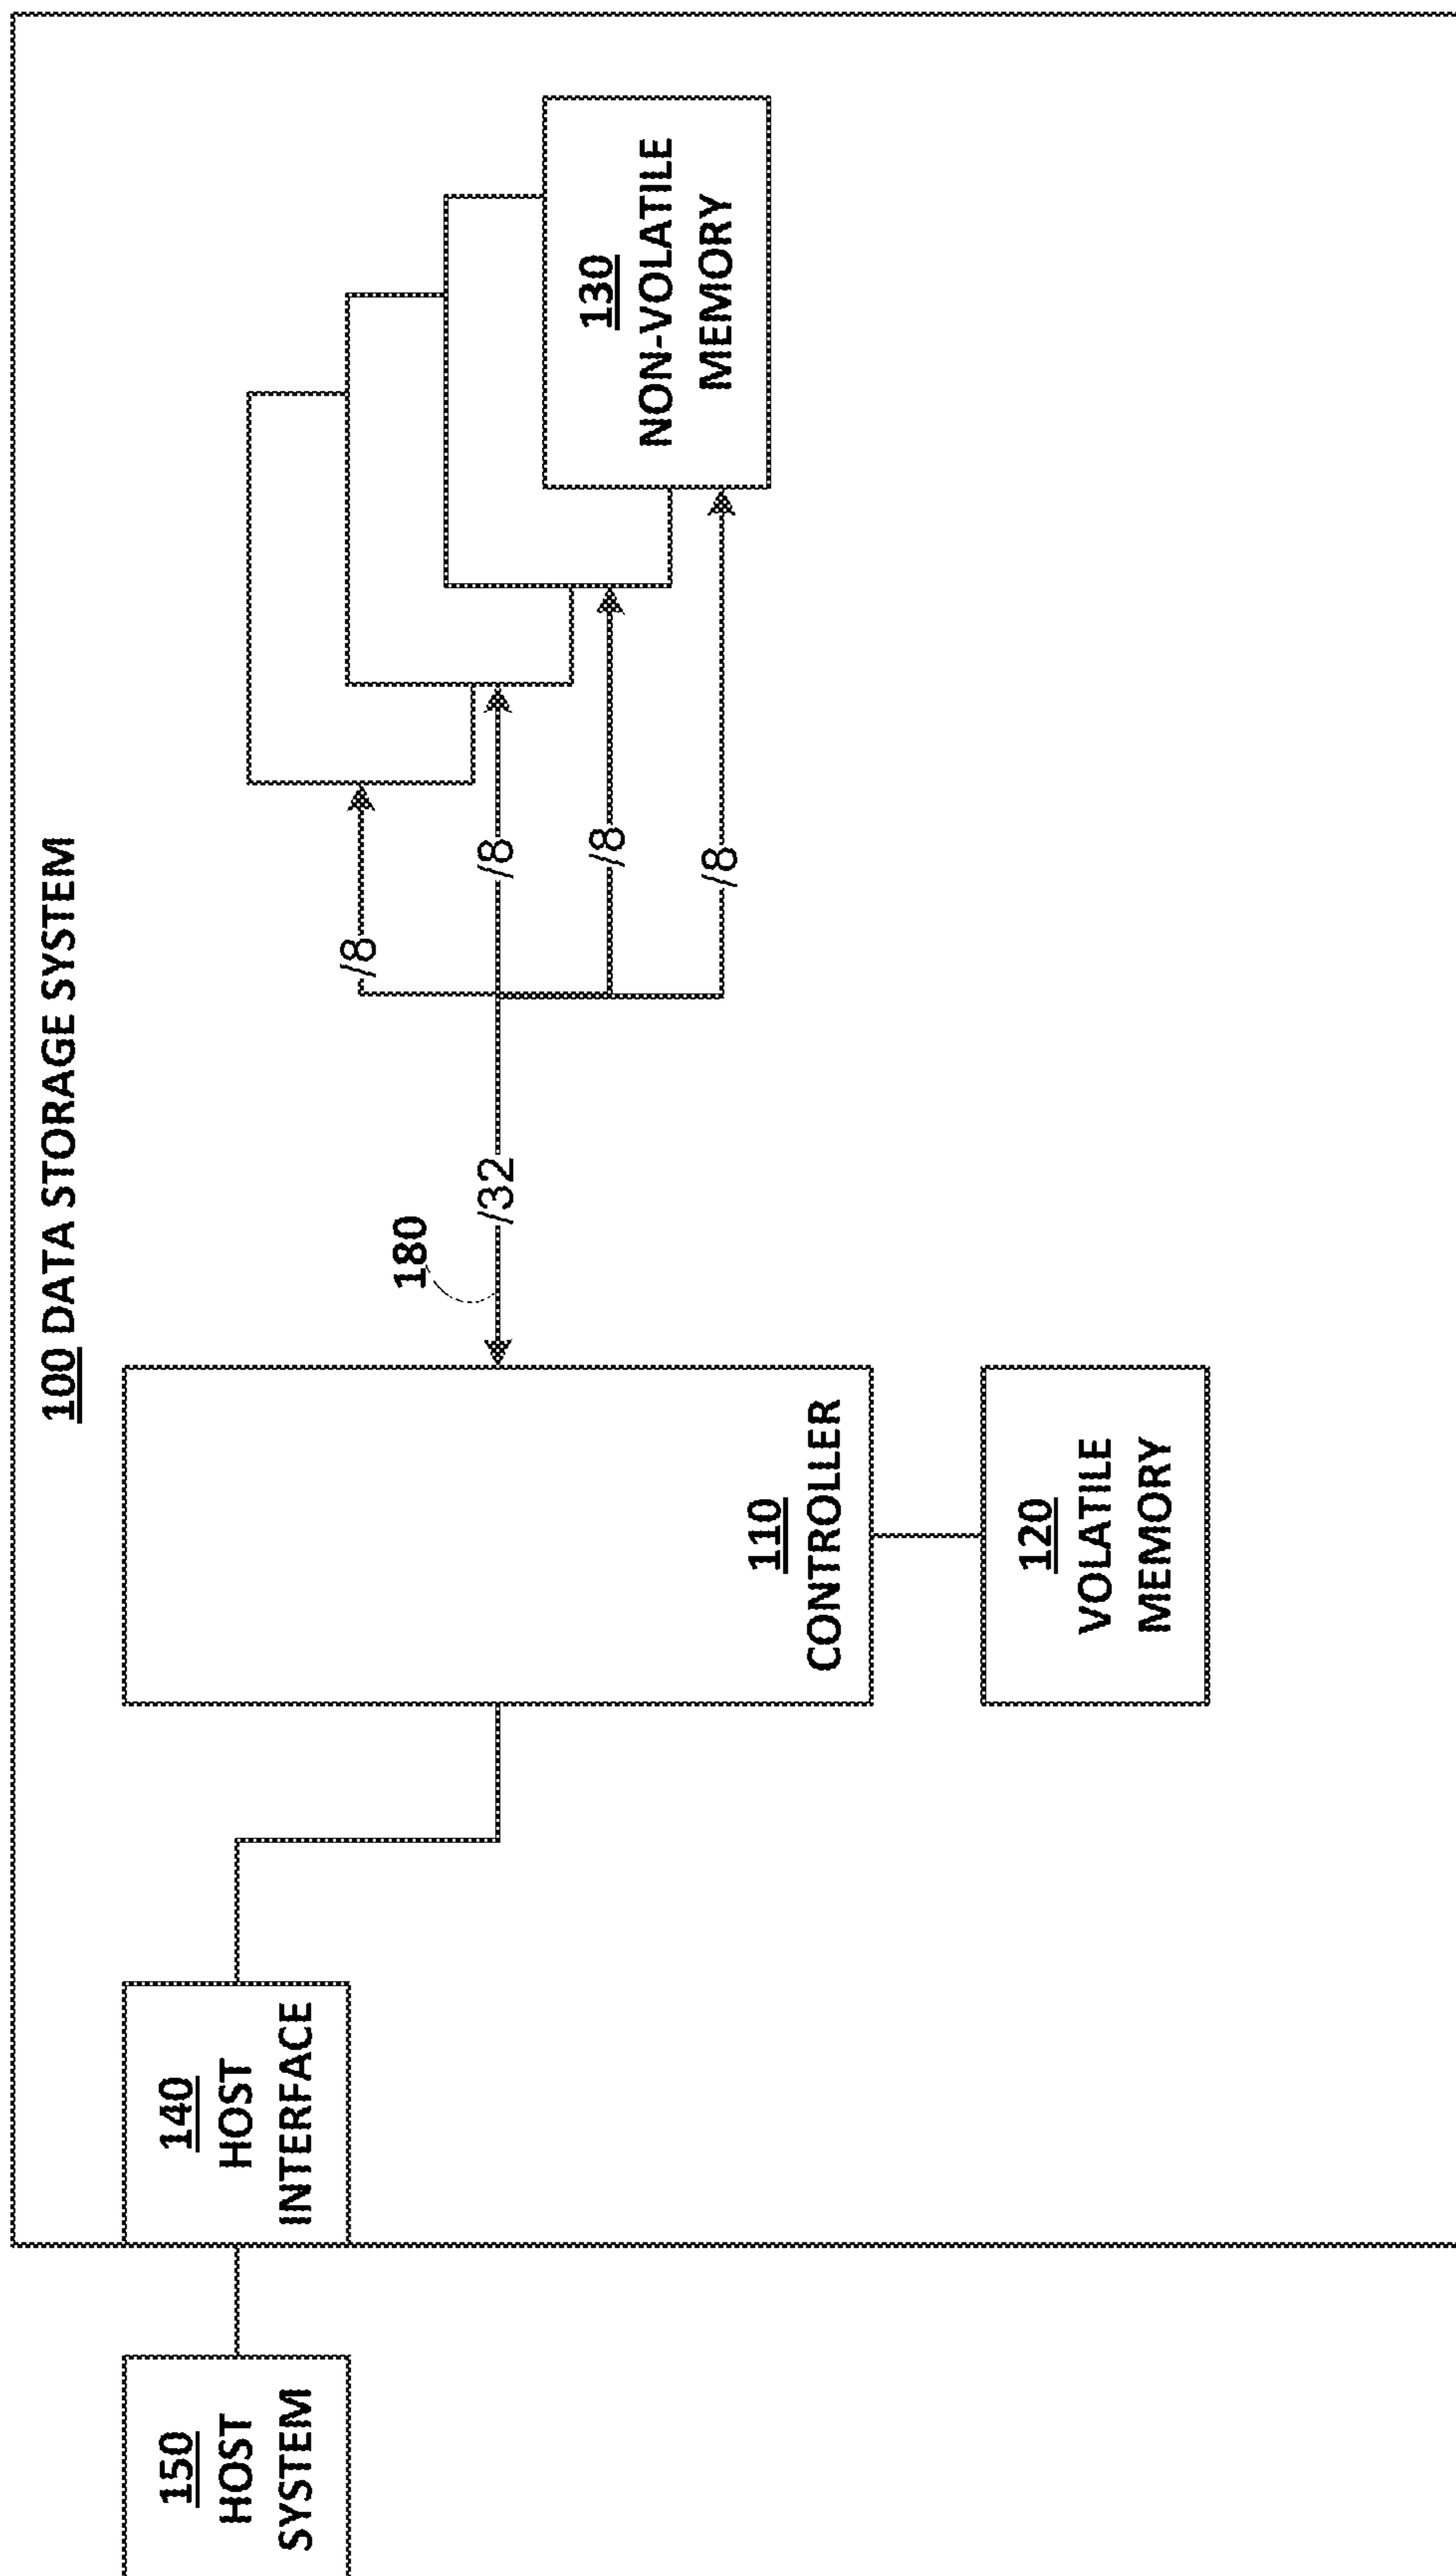 100 DATA STORAGE SYSTEM
150
HOST
SYSTEM
140
HOST
INTERFACE
110
CONTROLLER
120
VOLATILE
MEMORY
180
/32
/8
/8
/8
/8
130
NON-VOLATILE
MEMORY